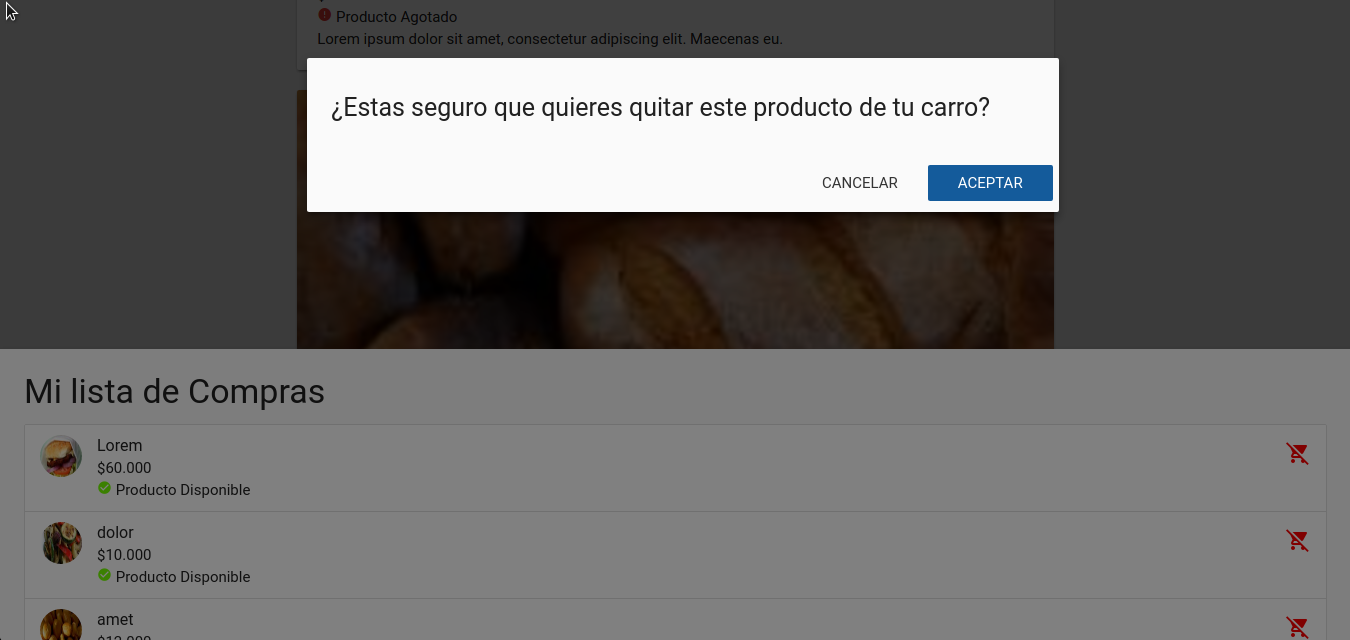 Producto Agotado
Lorem ipsum dolor sit amet, consectetur adipiscing elit. Maecenas eu.
¿Estas seguro que quieres quitar este producto de tu carro?
CANCELAR ACEPTAR
Mi lista de Compras
Lorem
$60.000
Producto Disponible
dolor
$10.000
Producto Disponible
amet